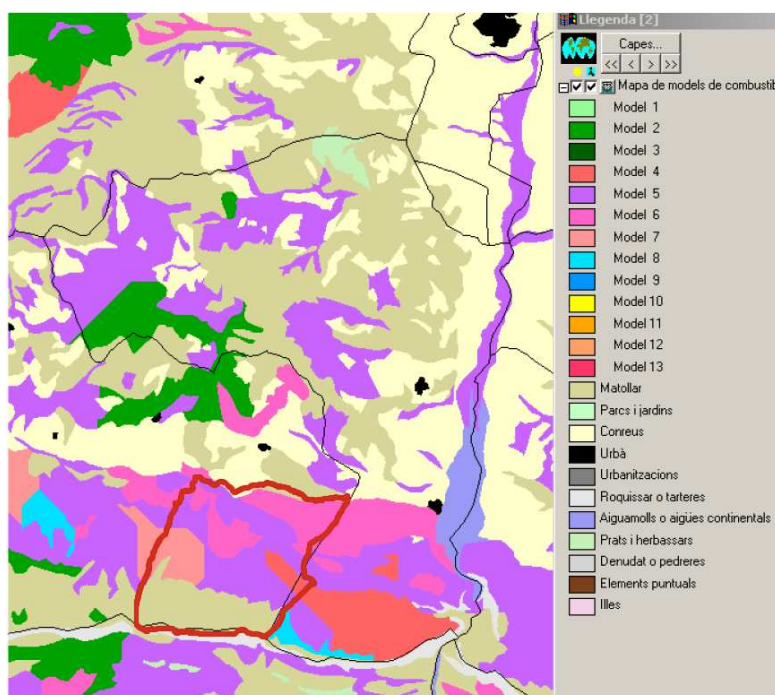 Llegenda [2]
Capes...
<< < > >>
Mapa de models de combustib
Model 1
Model 2
Model 3
Model 4
Model 5
Model 6
Model 7
Model 8
Model 9
Model 10
Model 11
Model 12
Model 13
Matollar
Parcs i jardins
Conreus
Urbà
Urbanitzacions
Roquissar o tarteres
Aiguamolls o aigües continentals
Prats i herbassars
Denudat o pedreres
Elements puntuals
Illes